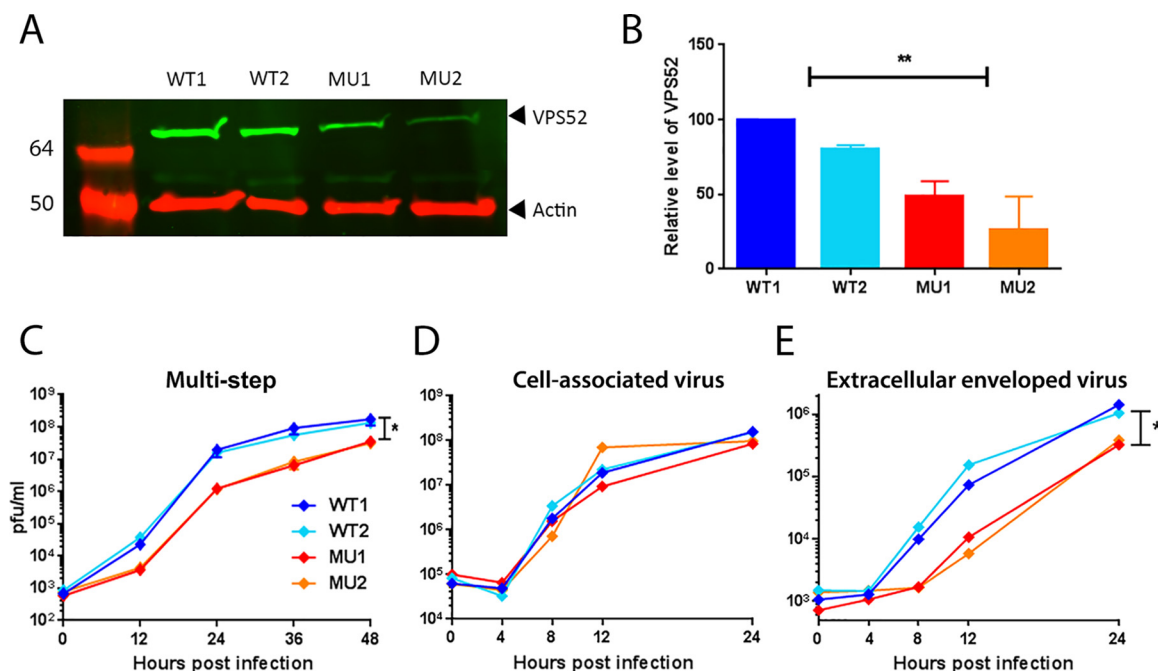 A
WT1 WT2 MU1 MU2
VPS52
64
50
Actin
B
Relative level of VPS52
150
100
50
0
**
WT1 WT2 MU1 MU2
C
Multi-step
pfu/ml
10⁹
10⁸
10⁷
10⁶
10⁵
10⁴
10³
10²
*
WT1
WT2
MU1
MU2
0 12 24 36 48
Hours post infection
D
Cell-associated virus
10⁹
10⁸
10⁷
10⁶
10⁵
10⁴
0 4 8 12 24
Hours post infection
E
Extracellular enveloped virus
10⁶
10⁵
10⁴
10³
*
0 4 8 12 24
Hours post infection